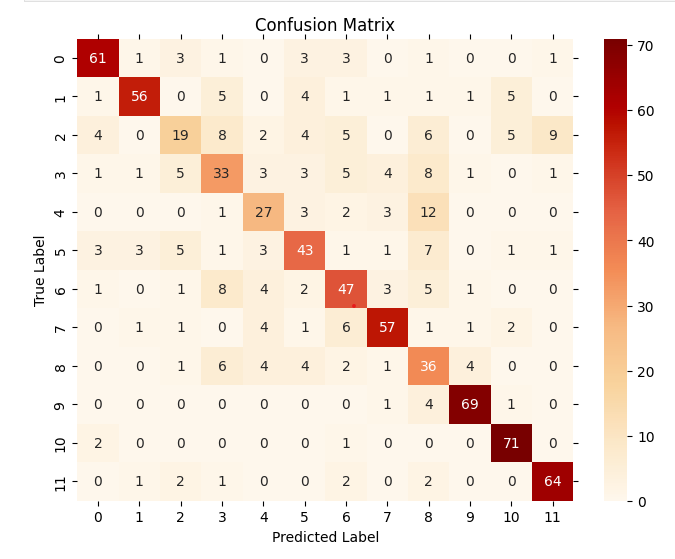 Confusion Matrix
0 61 1 3 1 0 3 3 0 1 0 0 1
1 1 56 0 5 0 4 1 1 1 1 5 0
2 4 0 19 8 2 4 5 0 6 0 5 9
3 1 1 5 33 3 3 5 4 8 1 0 1
4 0 0 0 1 27 3 2 3 12 0 0 0
5 3 3 5 1 3 43 1 1 7 0 1 1
6 1 0 1 8 4 2 47 3 5 1 0 0
7 0 1 1 0 4 1 6 57 1 1 2 0
8 0 0 1 6 4 4 2 1 36 4 0 0
9 0 0 0 0 0 0 0 1 4 69 1 0
10 2 0 0 0 0 0 1 0 0 0 71 0
11 0 1 2 1 0 0 2 0 2 0 0 64
0 1 2 3 4 5 6 7 8 9 10 11
Predicted Label
True Label
70
60
50
40
30
20
10
0